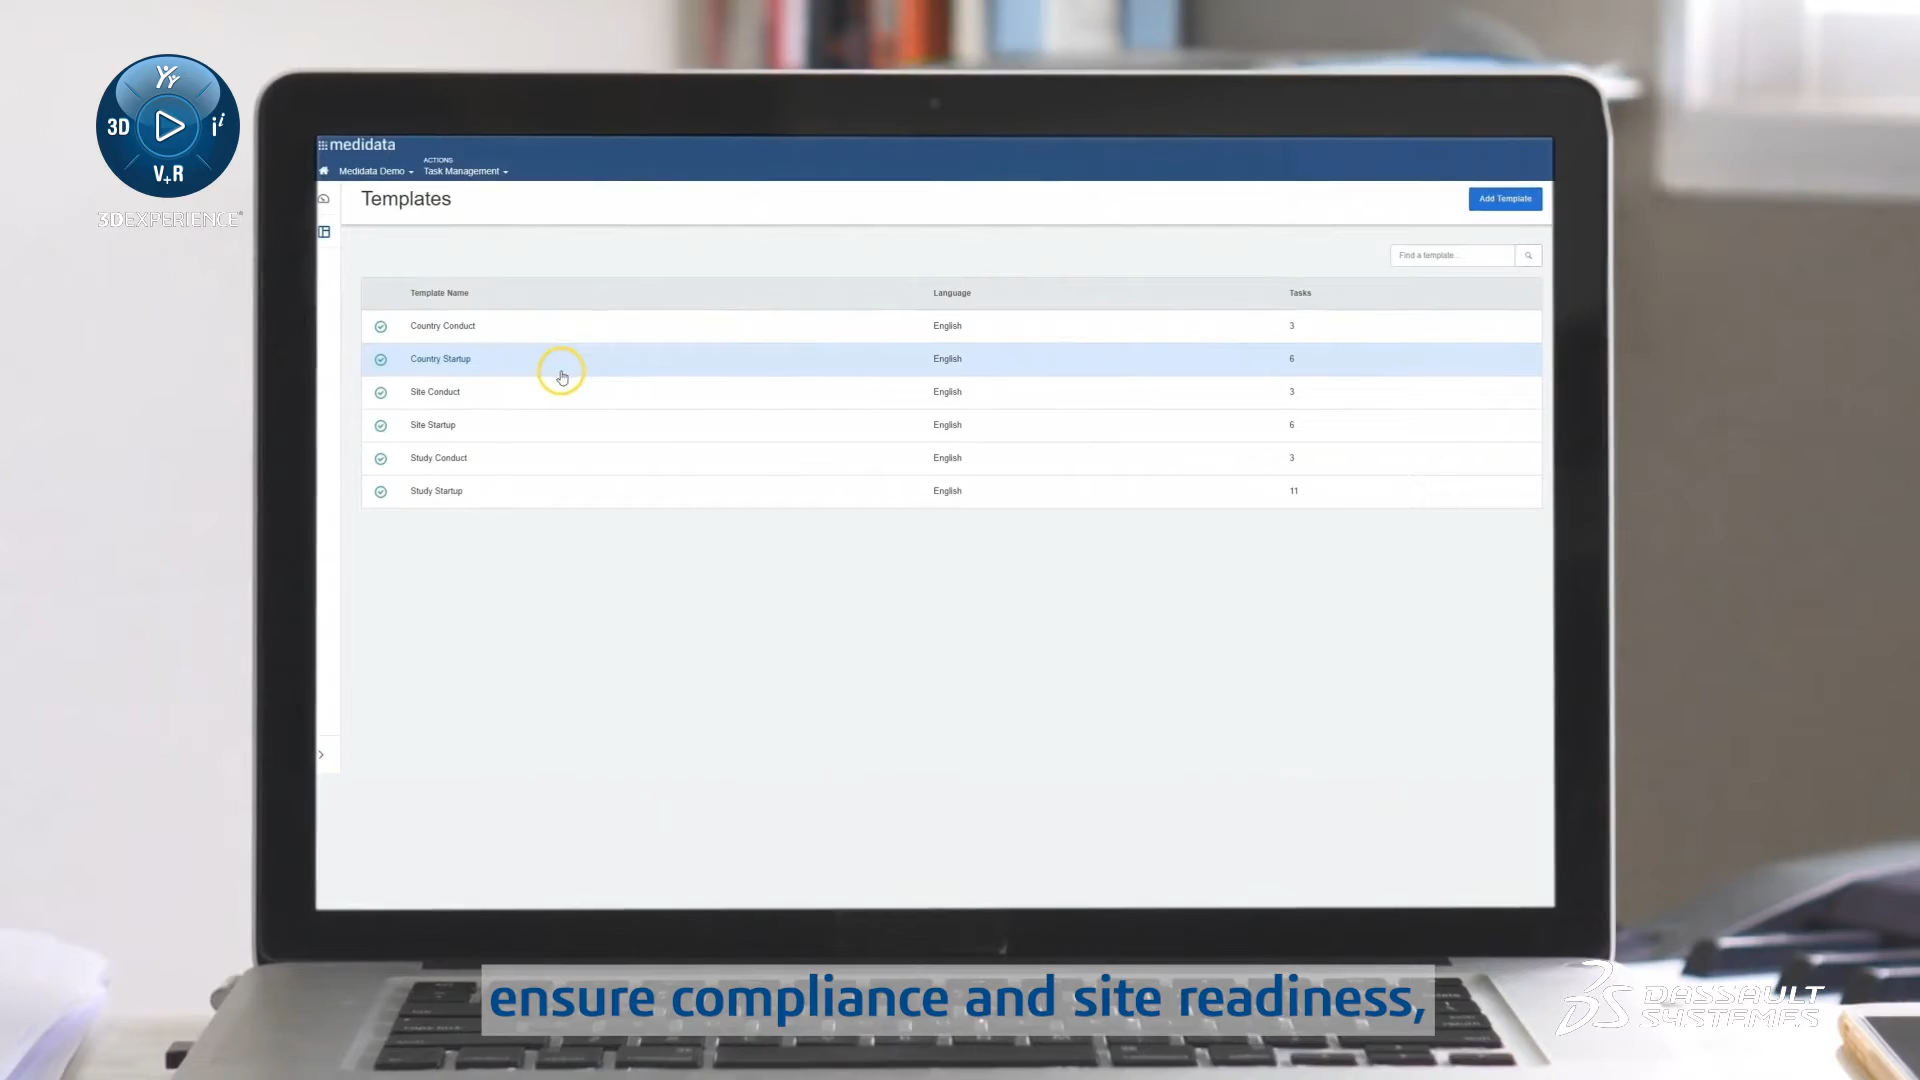 3D
i
V+R
3DEXPERIENCE
medidata
ACTIONS
Medidata Demo
Task Management
Templates
Add Template
Find a template...
Template Name Language Tasks
Country Conduct English 3
Country Startup English 6
Site Conduct English 3
Site Startup English 6
Study Conduct English 3
Study Startup English 11
ensure compliance and site readiness,
DASSAULT
SYSTEMES